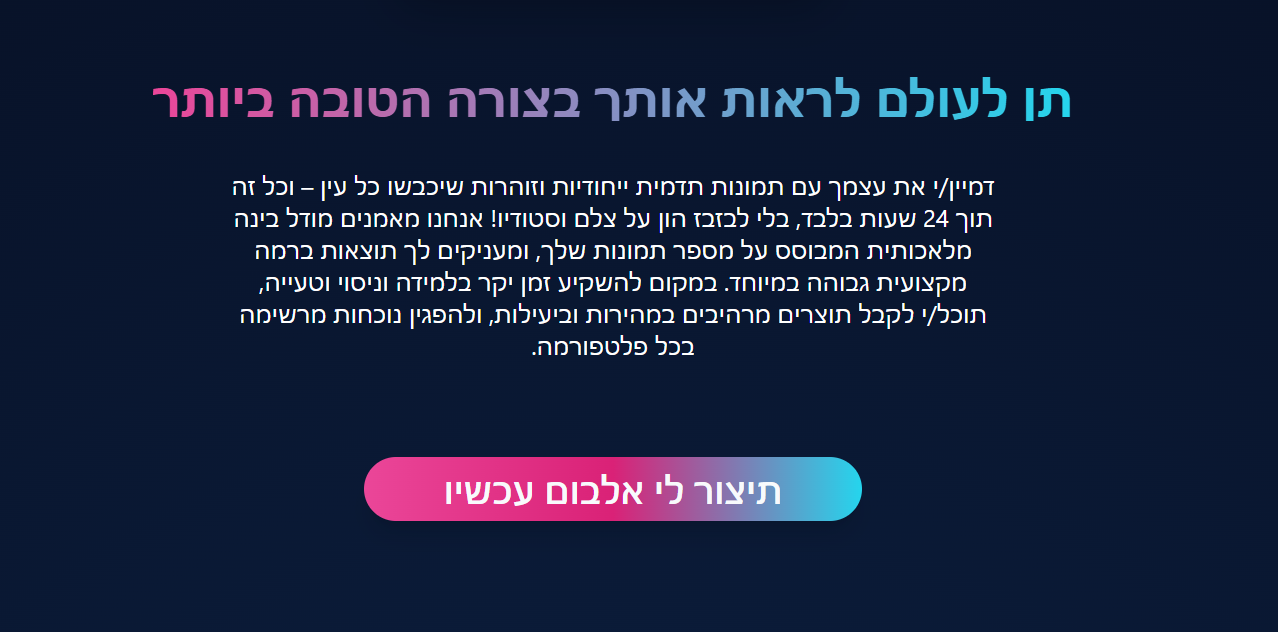 תן לעולם לראות אותך בצורה הטובה ביותר
דמיין/י את עצמך עם תמונות תדמית ייחודיות וזוהרות שיכבשו כל עין – וכל זה
תוך 24 שעות בלבד, בלי לבזבז הון על צלם וסטודיו! אנחנו מאמנים מודל בינה
מלאכותית המבוסס על מספר תמונות שלך, ומעניקים לך תוצאות ברמה
מקצועית גבוהה במיוחד. במקום להשקיע זמן יקר בלמידה וניסוי וטעייה,
תוכל/י לקבל תוצרים מרהיבים במהירות וביעילות, ולהפגין נוכחות מרשימה
בכל פלטפורמה.
תיצור לי אלבום עכשיו